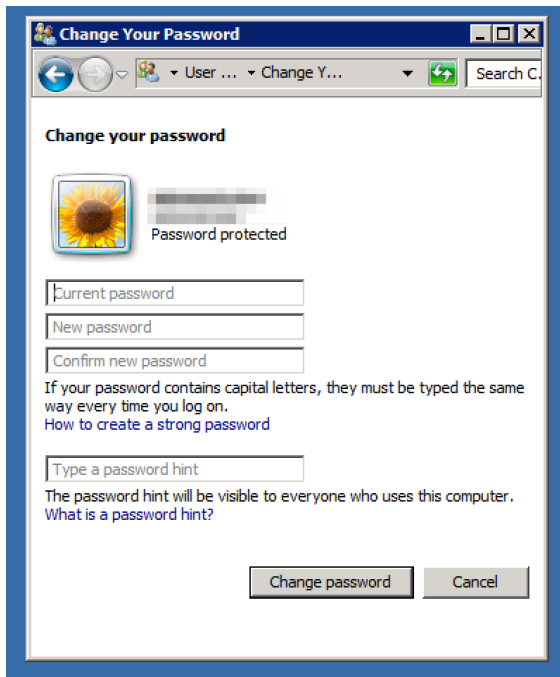 Change Your Password
User ... Change Y... Search C.
Change your password
Password protected
Current password
New password
Confirm new password
If your password contains capital letters, they must be typed the same
way every time you log on.
How to create a strong password
Type a password hint
The password hint will be visible to everyone who uses this computer.
What is a password hint?
Change password Cancel